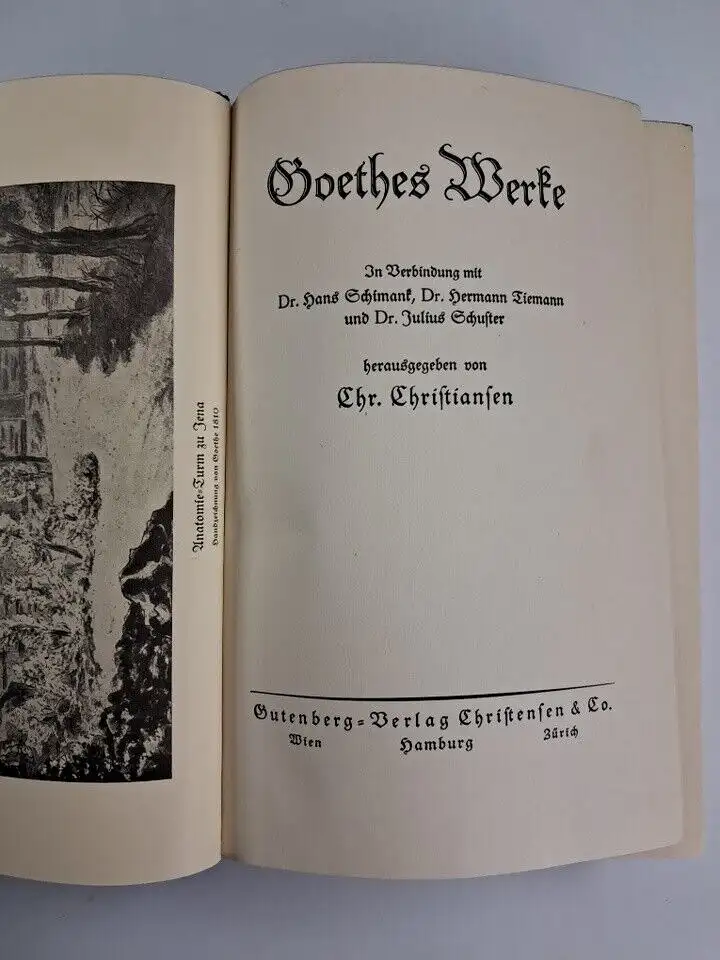 Anatomie-Turm zu Jena
Handzeichnung von Goethe 1810
Goethes Werke
In Verbindung mit
Dr. Hans Schimank, Dr. Hermann Tiemann
und Dr. Julius Schuster
herausgegeben von
Chr. Christiansen
Gutenberg-Verlag Christensen & Co.
Wien Hamburg Zürich